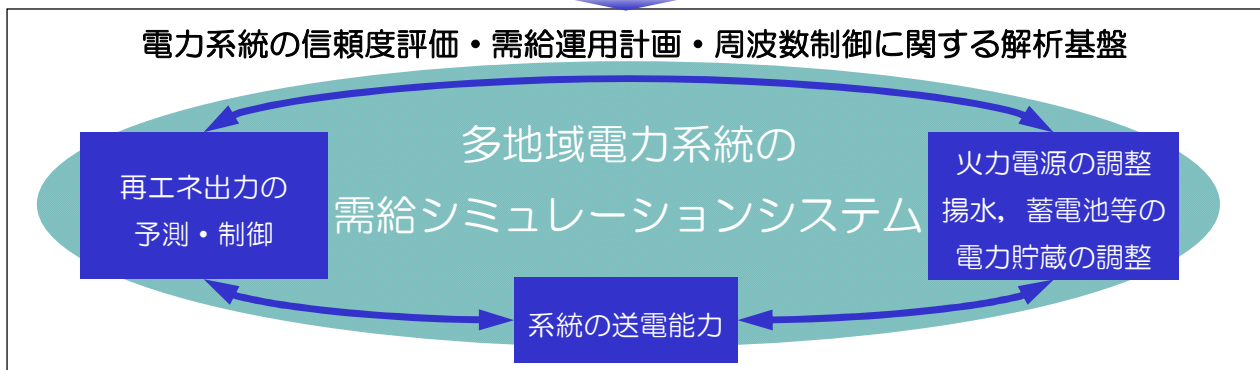 電力系統の信頼度評価・需給運用計画・周波数制御に関する解析基盤
多地域電力系統の
需給シミュレーションシステム
再エネ出力の
予測・制御
火力電源の調整
揚水，蓄電池等の
電力貯蔵の調整
系統の送電能力